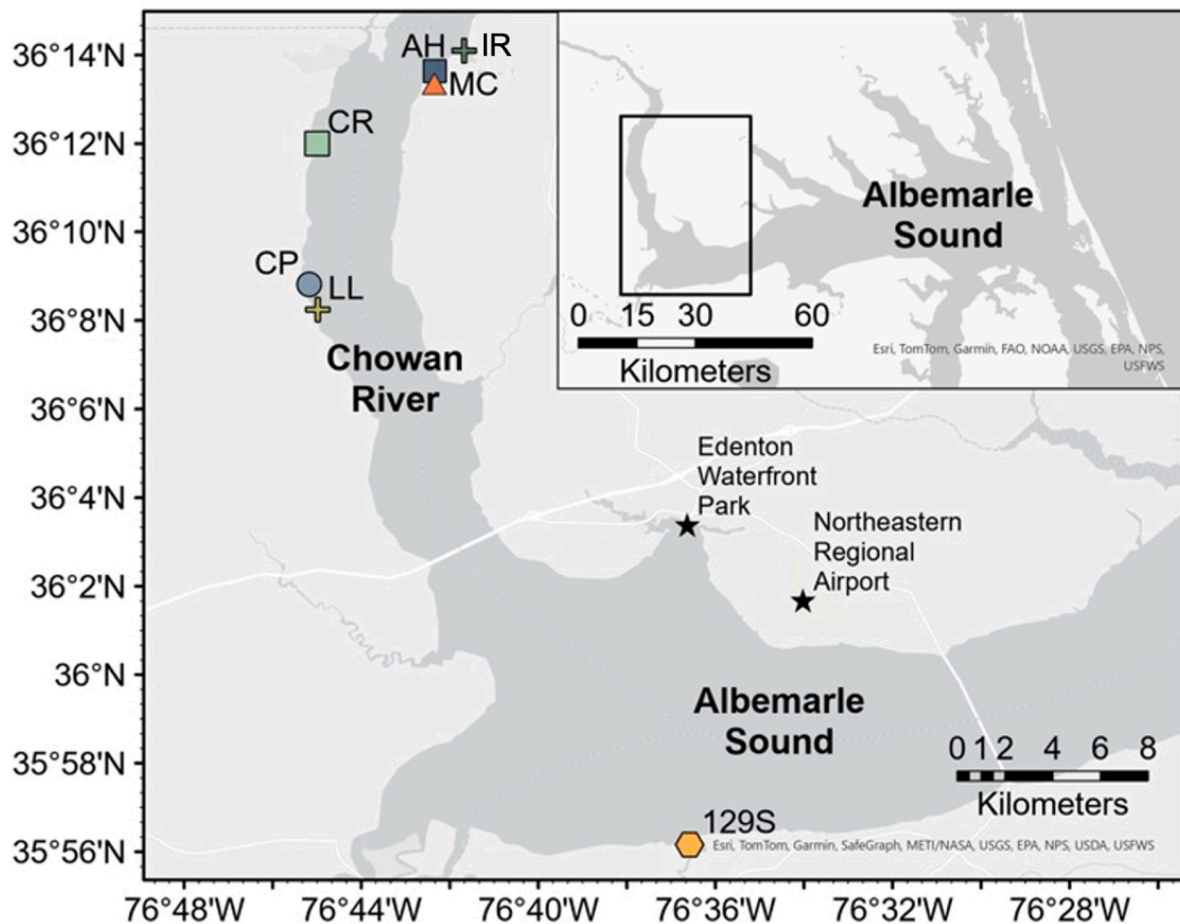 36°14'N
36°12'N
36°10'N
36°8'N
36°6'N
36°4'N
36°2'N
36°N
35°58'N
35°56'N
AH
IR
MC
CR
CP
LL
Chowan
River
Albemarle
Sound
0 15 30 60
Kilometers
Esri, TomTom, Garmin, FAO, NOAA, USGS, EPA, NPS,
USFWS
Edenton
Waterfront
Park
Northeastern
Regional
Airport
Albemarle
Sound
0 1 2 4 6 8
Kilometers
129S
Esri, TomTom, Garmin, SafeGraph, METI/NASA, USGS, EPA, NPS, USDA, USFWS
76°48'W 76°44'W 76°40'W 76°36'W 76°32'W 76°28'W